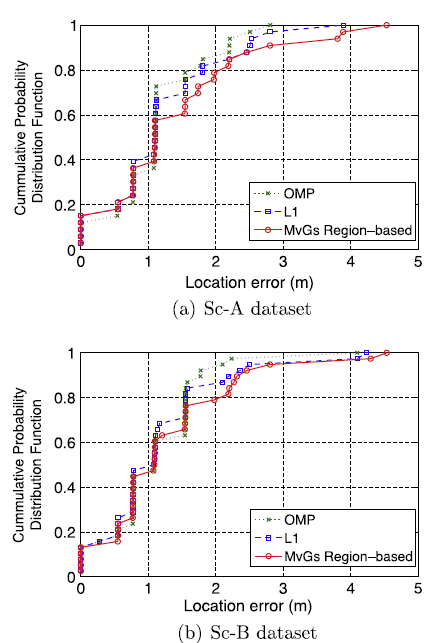 1
0.8
0.6
0.4
0.2
0
Cummulative Probability
Distribution Function
OMP
L1
MvGs Region-based
0 1 2 3 4 5
Location error (m)
(a) Sc-A dataset
1
0.8
0.6
0.4
0.2
0
Cummulative Probability
Distribution Function
OMP
L1
MvGs Region-based
0 1 2 3 4 5
Location error (m)
(b) Sc-B dataset